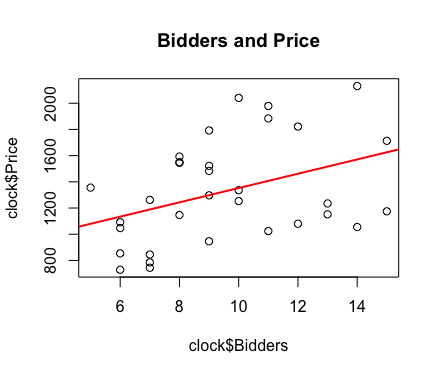 Bidders and Price
clock$Price
2000
1600
1200
800
6 8 10 12 14
clock$Bidders